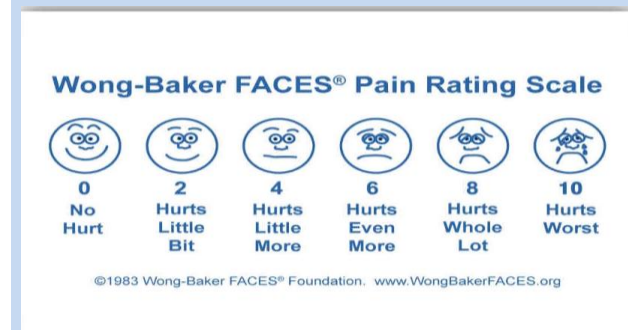 Wong-Baker FACES® Pain Rating Scale
0 2 4 6 8 10
No Hurts Hurts Hurts Hurts Hurts
Hurt Little Little Even Whole Worst
Bit More More Lot
©1983 Wong-Baker FACES® Foundation. www.WongBakerFACES.org